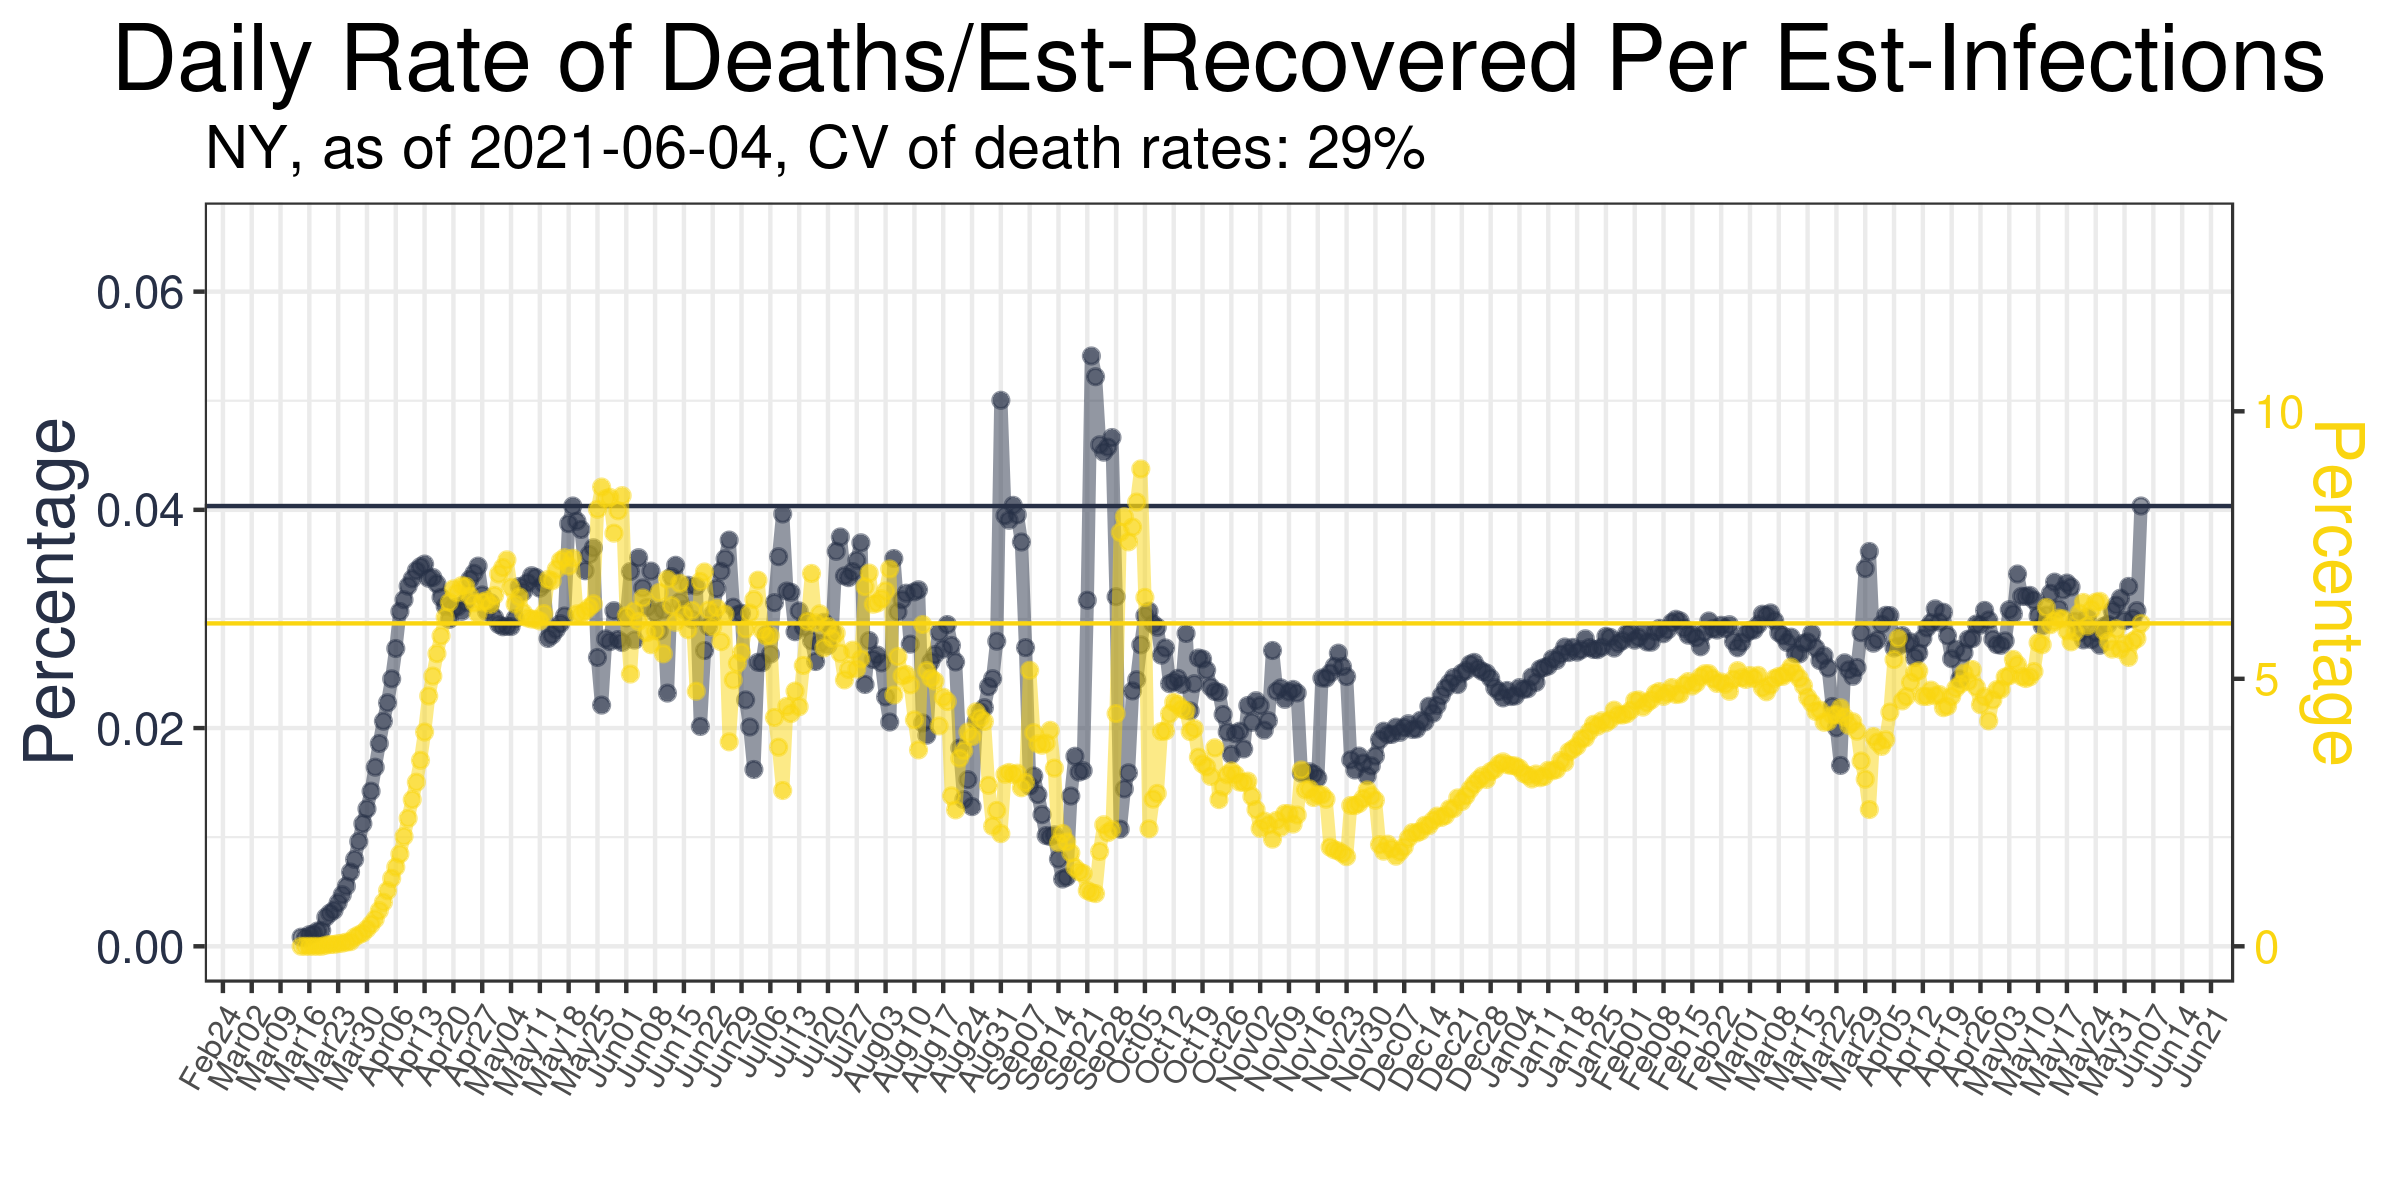 Daily Rate of Deaths/Est-Recovered Per Est-Infections
NY, as of 2021-06-04, CV of death rates: 29%
Percentage
0.06
0.04
0.02
0.00
10
5
0
Percentage
Feb24
Mar02
Mar09
Mar16
Mar23
Mar30
Apr06
Apr13
Apr20
Apr27
May04
May11
May18
May25
Jun01
Jun08
Jun15
Jun22
Jun29
Jul06
Jul13
Jul20
Jul27
Aug03
Aug10
Aug17
Aug24
Aug31
Sep07
Sep14
Sep21
Sep28
Oct05
Oct12
Oct19
Oct26
Nov02
Nov09
Nov16
Nov23
Nov30
Dec07
Dec14
Dec21
Dec28
Jan04
Jan11
Jan18
Jan25
Feb01
Feb08
Feb15
Feb22
Mar01
Mar08
Mar15
Mar22
Mar29
Apr05
Apr12
Apr19
Apr26
May03
May10
May17
May24
May31
Jun07
Jun14
Jun21